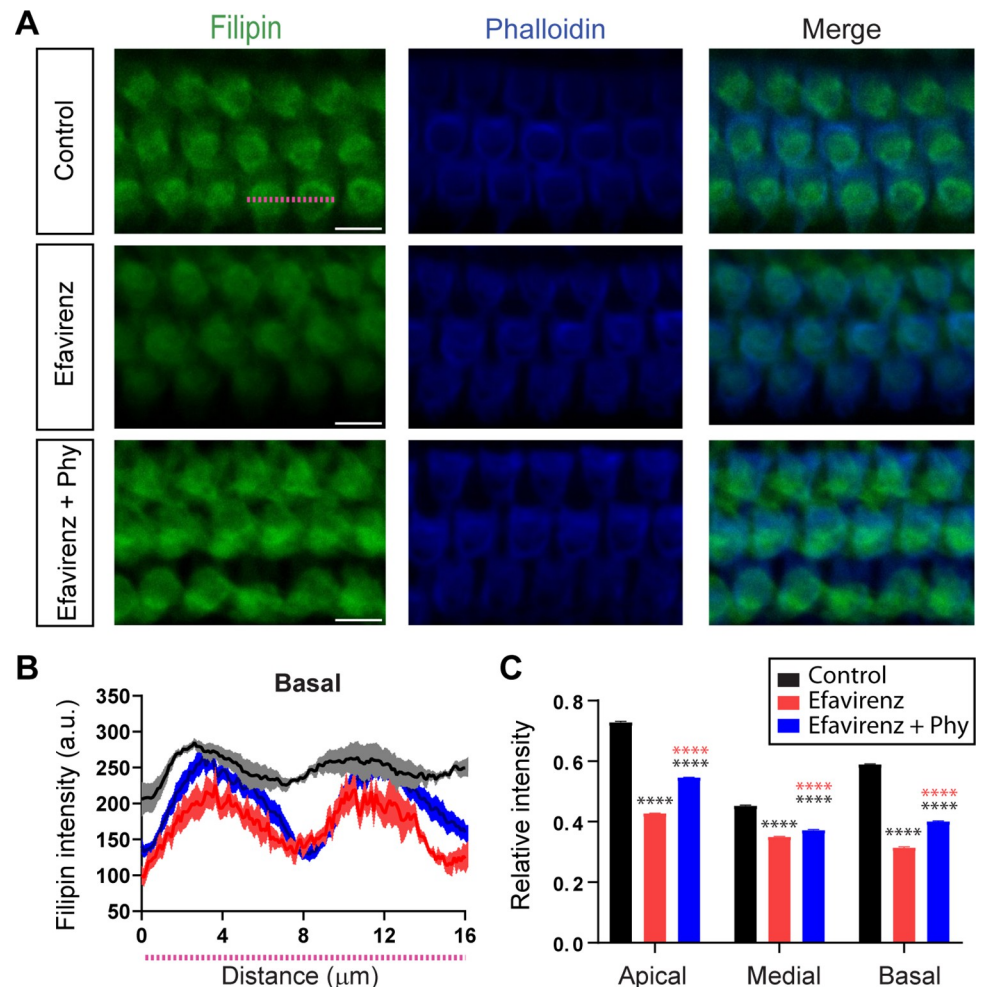 A
Filipin
Phalloidin
Merge
Control
Efavirenz
Efavirenz + Phy
B
Basal
Filipin intensity (a.u.)
350
300
250
200
150
100
50
0
4
8
12
16
Distance (μm)
C
Control
Efavirenz
Efavirenz + Phy
Relative intensity
0.8
0.6
0.4
0.2
0.0
****
****
****
****
****
****
****
****
****
Apical
Medial
Basal